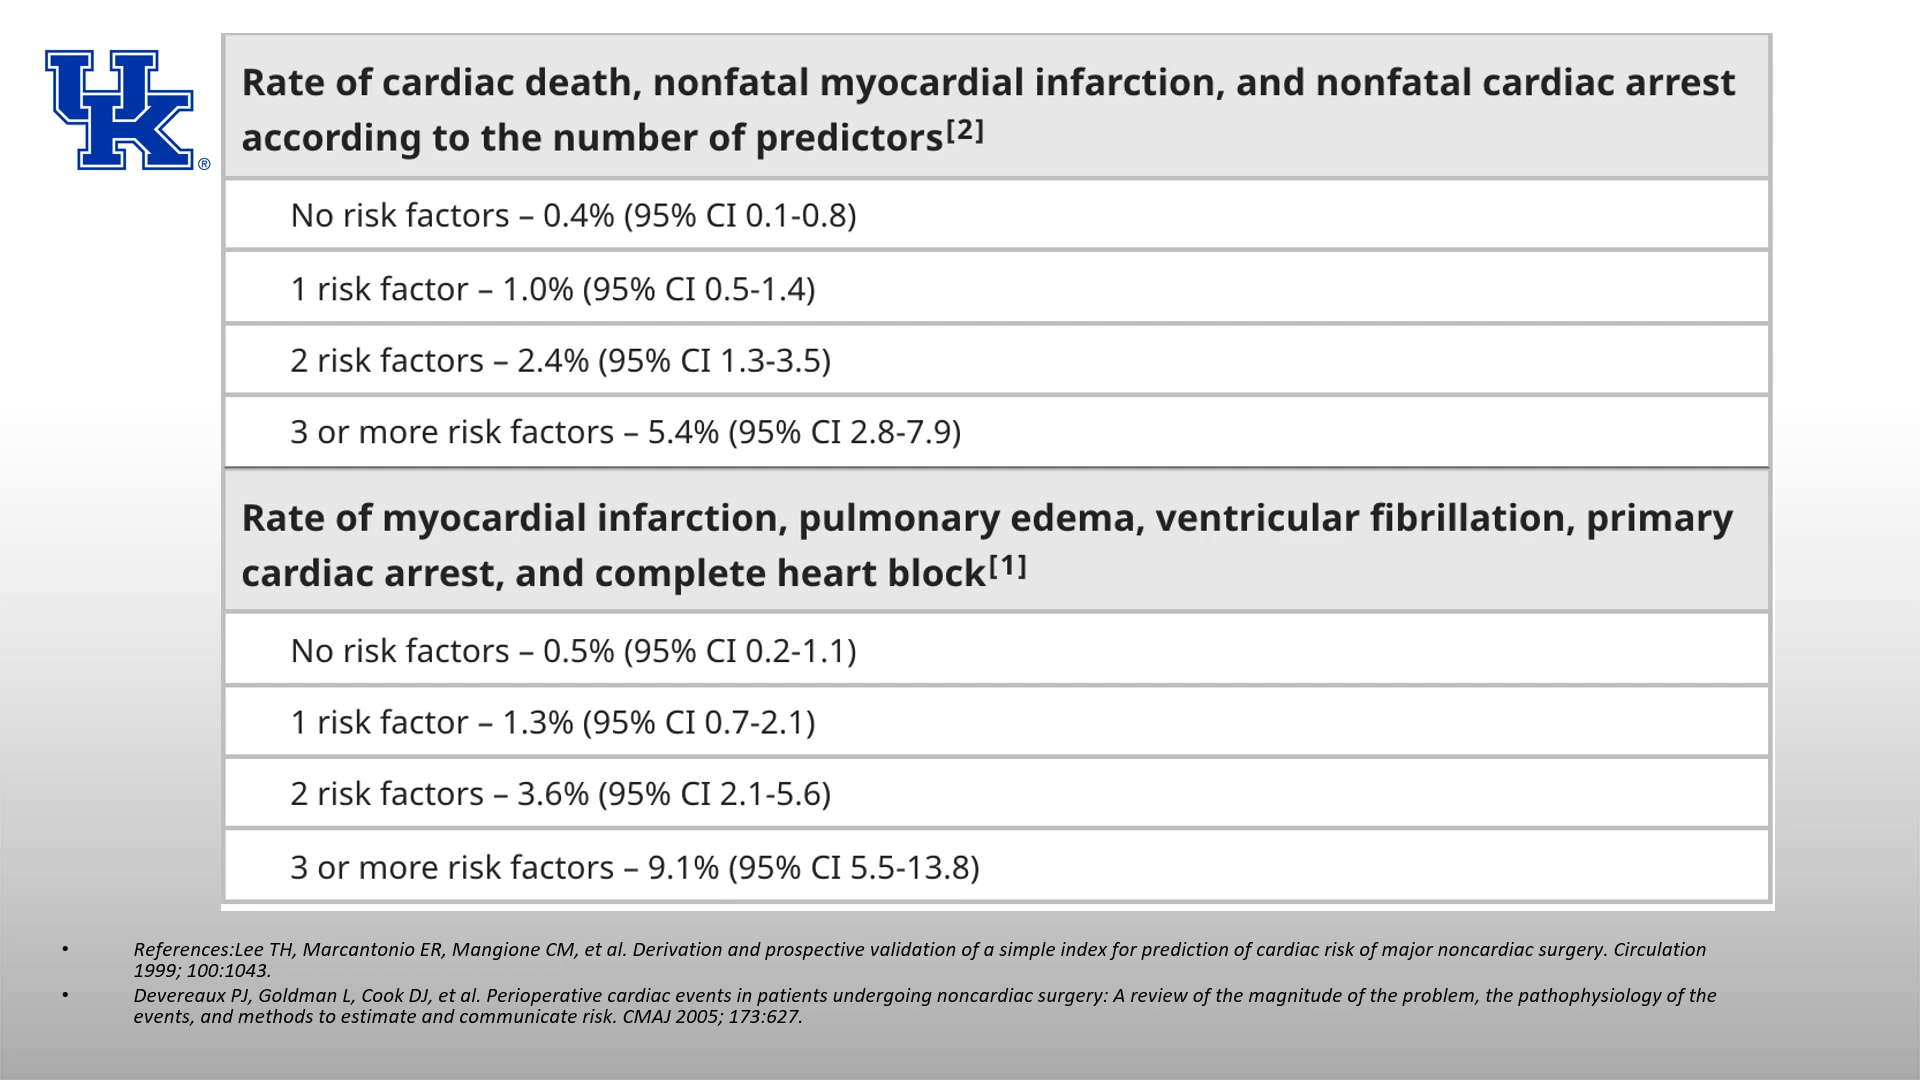 UK®
Rate of cardiac death, nonfatal myocardial infarction, and nonfatal cardiac arrest
according to the number of predictors[2]
No risk factors – 0.4% (95% CI 0.1-0.8)
1 risk factor – 1.0% (95% CI 0.5-1.4)
2 risk factors – 2.4% (95% CI 1.3-3.5)
3 or more risk factors – 5.4% (95% CI 2.8-7.9)
Rate of myocardial infarction, pulmonary edema, ventricular fibrillation, primary
cardiac arrest, and complete heart block[1]
No risk factors – 0.5% (95% CI 0.2-1.1)
1 risk factor – 1.3% (95% CI 0.7-2.1)
2 risk factors – 3.6% (95% CI 2.1-5.6)
3 or more risk factors – 9.1% (95% CI 5.5-13.8)
• References:Lee TH, Marcantonio ER, Mangione CM, et al. Derivation and prospective validation of a simple index for prediction of cardiac risk of major noncardiac surgery. Circulation
1999; 100:1043.
• Devereaux PJ, Goldman L, Cook DJ, et al. Perioperative cardiac events in patients undergoing noncardiac surgery: A review of the magnitude of the problem, the pathophysiology of the
events, and methods to estimate and communicate risk. CMAJ 2005; 173:627.